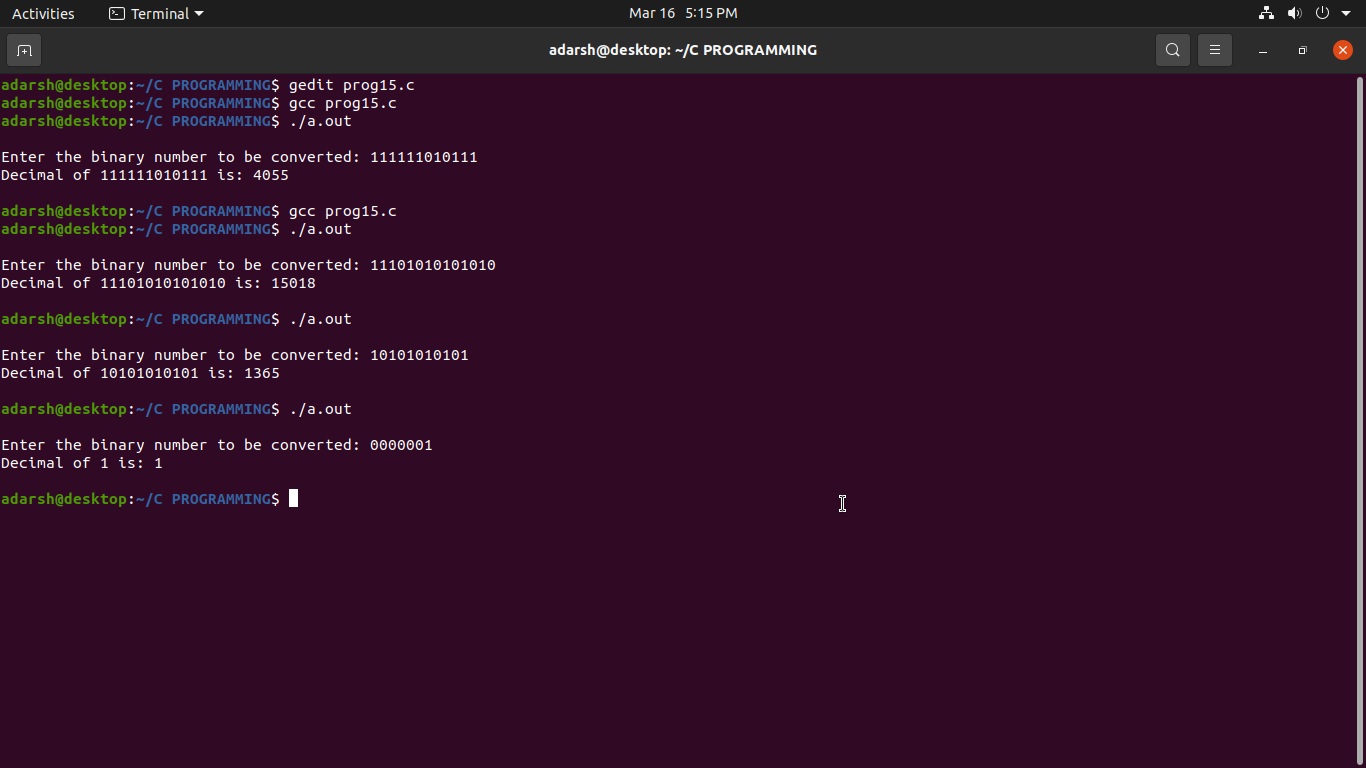 Activities Terminal Mar 16 5:15 PM
adarsh@desktop: ~/C PROGRAMMING
adarsh@desktop:~/C PROGRAMMING$ gedit prog15.c
adarsh@desktop:~/C PROGRAMMING$ gcc prog15.c
adarsh@desktop:~/C PROGRAMMING$ ./a.out
Enter the binary number to be converted: 111111010111
Decimal of 111111010111 is: 4055
adarsh@desktop:~/C PROGRAMMING$ gcc prog15.c
adarsh@desktop:~/C PROGRAMMING$ ./a.out
Enter the binary number to be converted: 11101010101010
Decimal of 11101010101010 is: 15018
adarsh@desktop:~/C PROGRAMMING$ ./a.out
Enter the binary number to be converted: 10101010101
Decimal of 10101010101 is: 1365
adarsh@desktop:~/C PROGRAMMING$ ./a.out
Enter the binary number to be converted: 0000001
Decimal of 1 is: 1
adarsh@desktop:~/C PROGRAMMING$